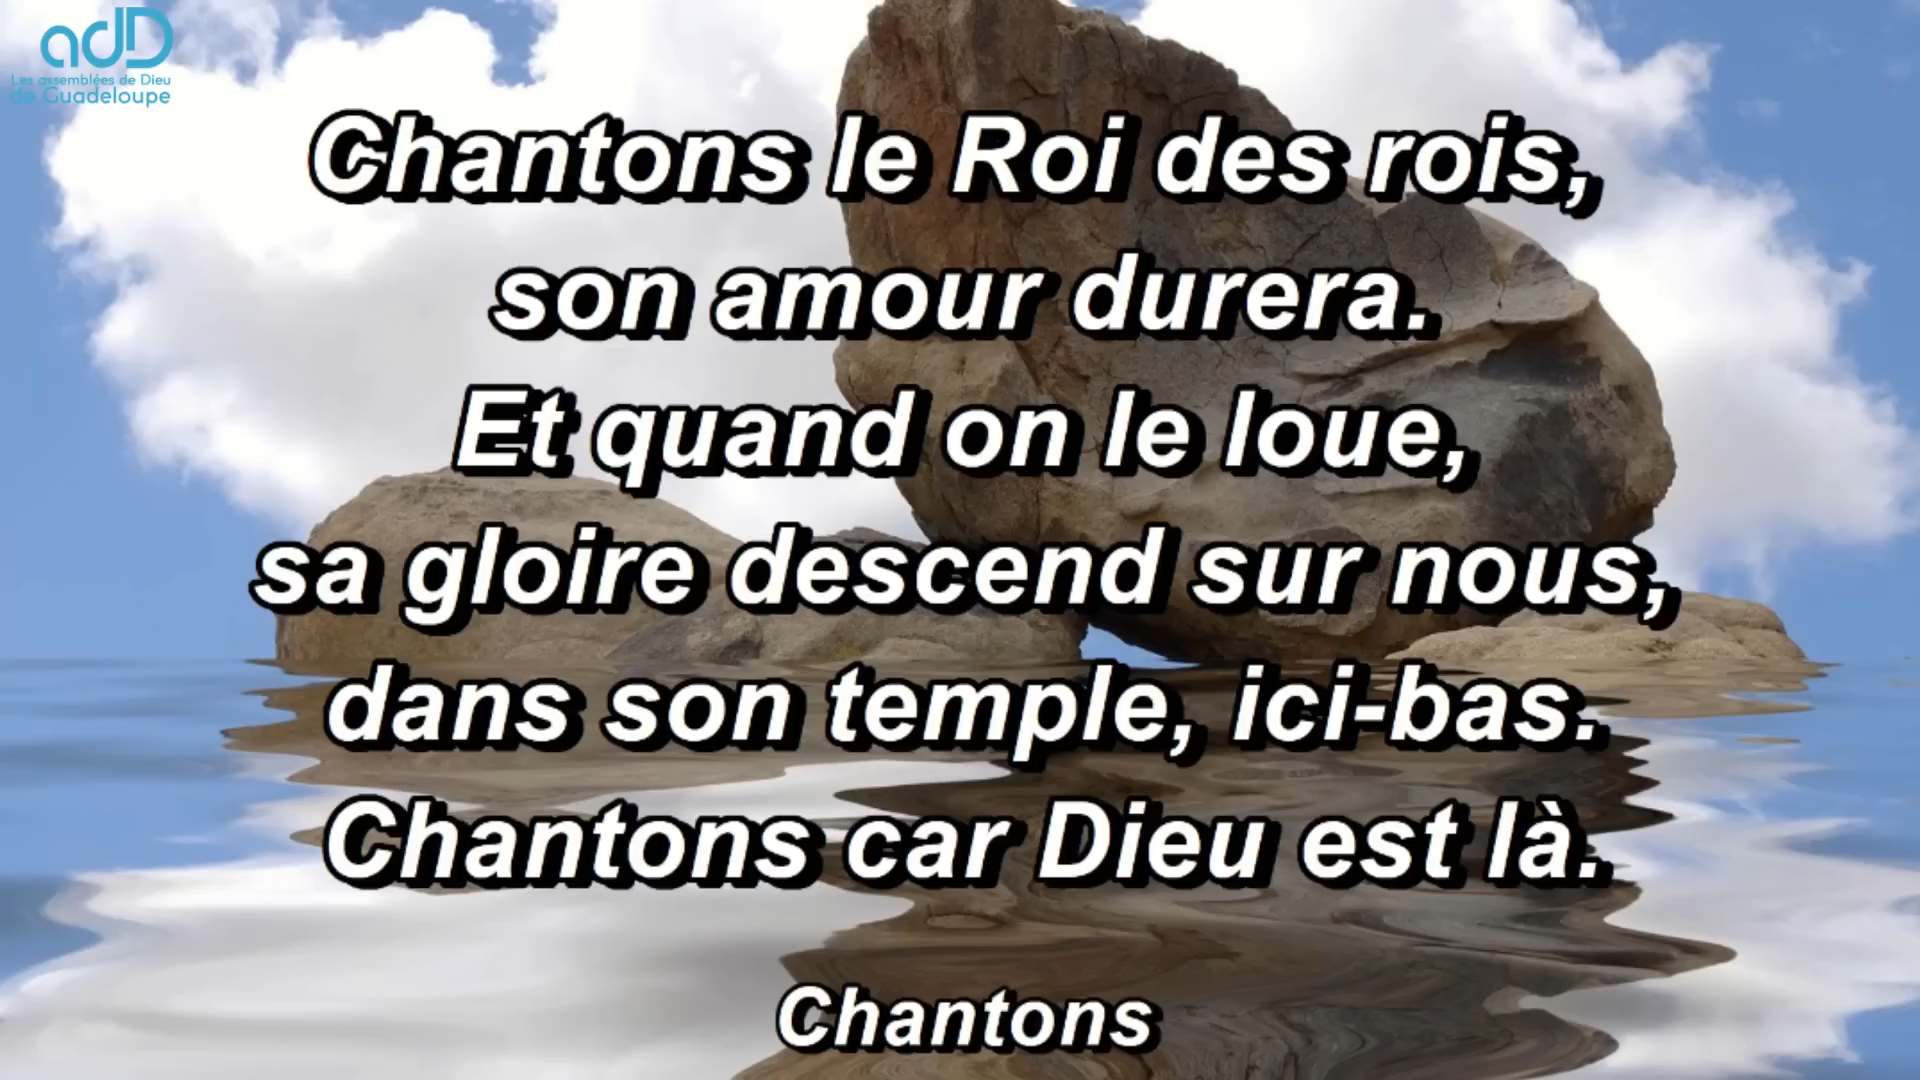 add
Les assemblées de Dieu
de Guadeloupe
Chantons le Roi des rois,
son amour durera.
Et quand on le loue,
sa gloire descend sur nous,
dans son temple, ici-bas.
Chantons car Dieu est là.
Chantons